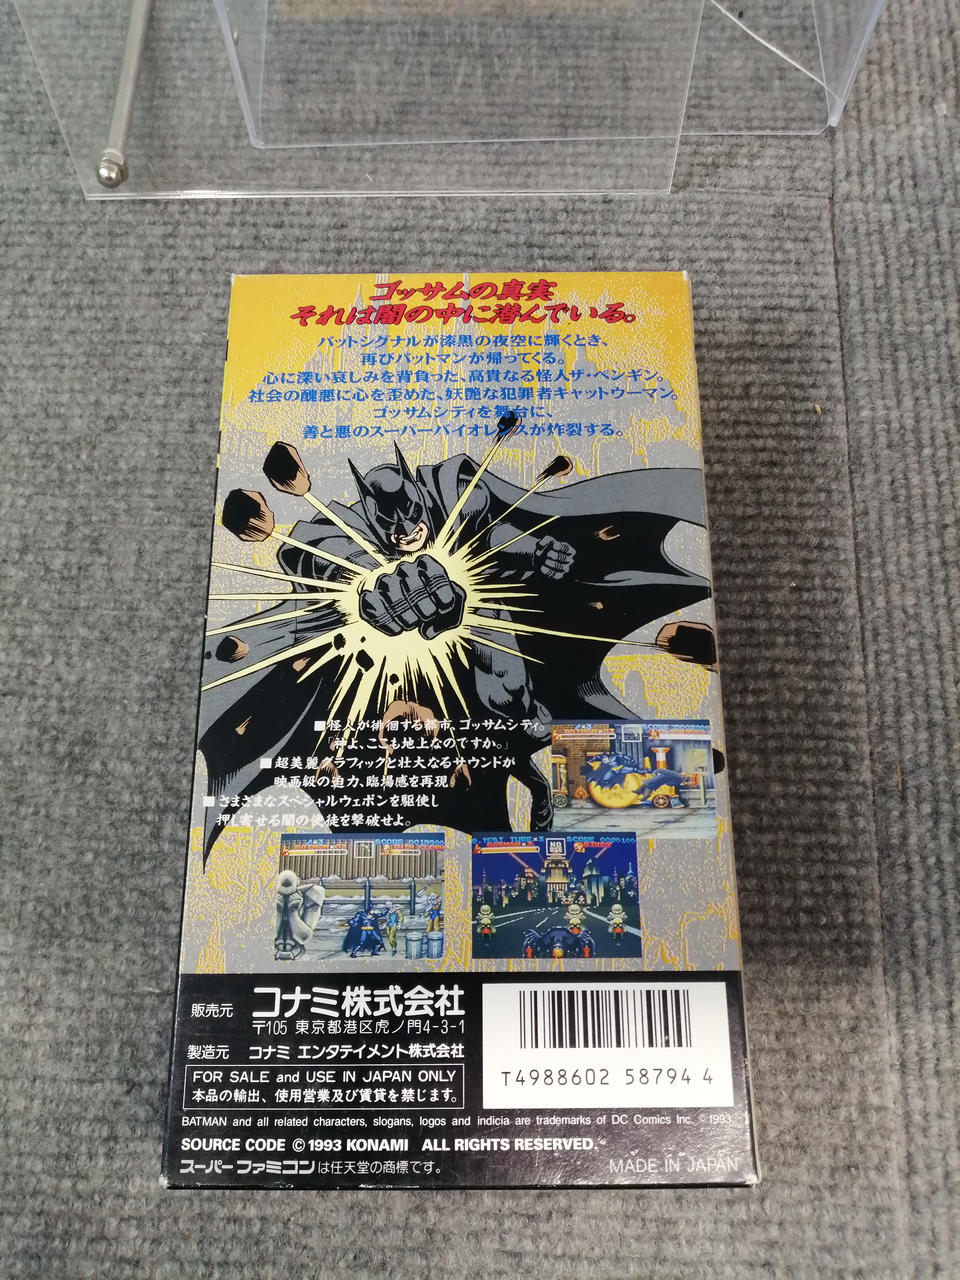 ゴッサムの真実
それは闇の中に潜んでいる。
バットシグナルが漆黒の夜空に輝くとき、
再びバットマンが帰ってくる。
心に深い哀しみを背負った、高貴なる怪人ザ・ペンギン。
社会の醜悪に心を歪めた、妖艶な犯罪者キャットウーマン。
ゴッサムシティを舞台に、
善と悪のスーパーバイオレンスが炸裂する。
■怪人が徘徊する都市、ゴッサムシティ。
「神よ、ここも地上なのですか。」
■超美麗グラフィックと壮大なるサウンドが
映画級の迫力、臨場感を再現
■さまざまなスペシャルウェポンを駆使し
押し寄せる闇の使徒を撃破せよ。
NO USE
販売元 コナミ株式会社
〒105 東京都港区虎ノ門4-3-1
製造元 コナミ エンタテイメント株式会社
FOR SALE and USE IN JAPAN ONLY
本品の輸出、使用営業及び賃貸を禁じます。
T4988602 58794 4
BATMAN and all related characters, slogans, logos and indicia are trademarks of DC Comics Inc. ©1993
SOURCE CODE ©1993 KONAMI ALL RIGHTS RESERVED.
スーパーファミコンは任天堂の商標です。
MADE IN JAPAN